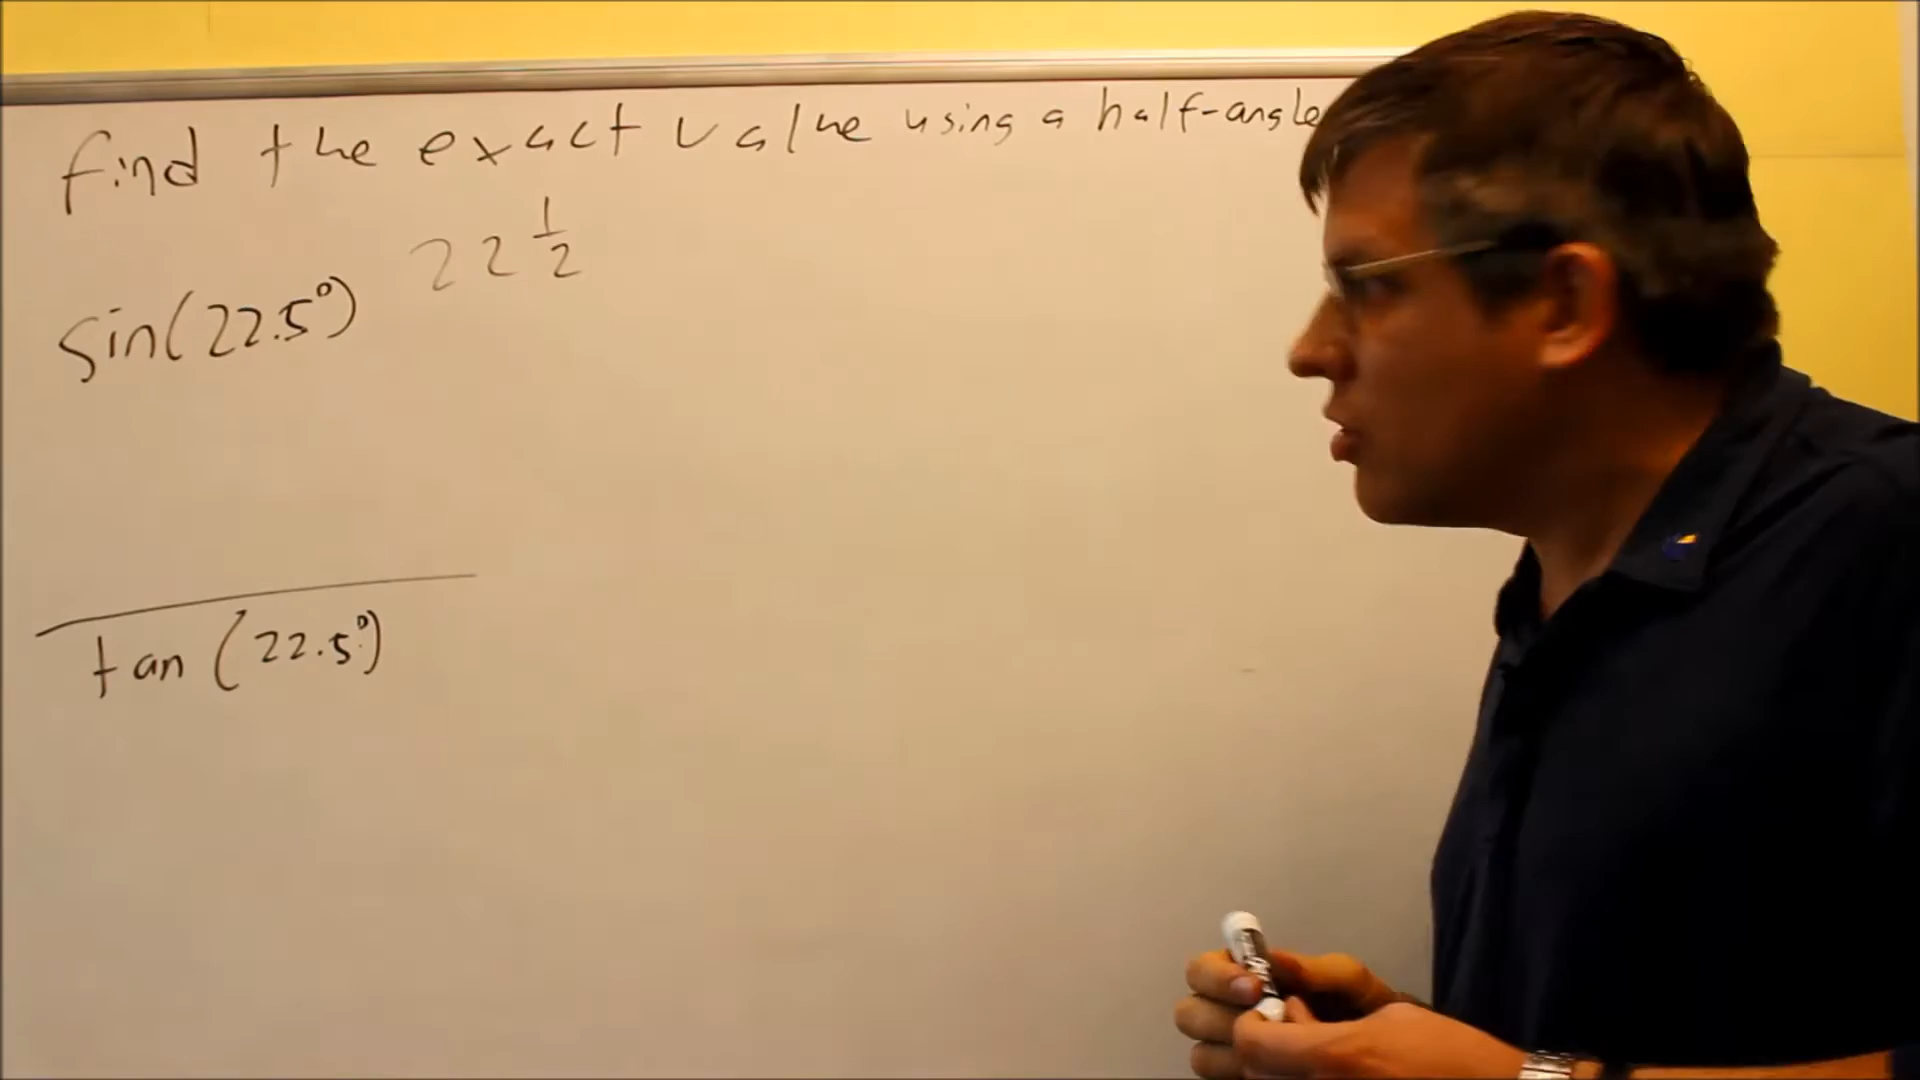 find the exact value using a half-angle
22 1/2
sin(22.5°)
tan(22.5°)